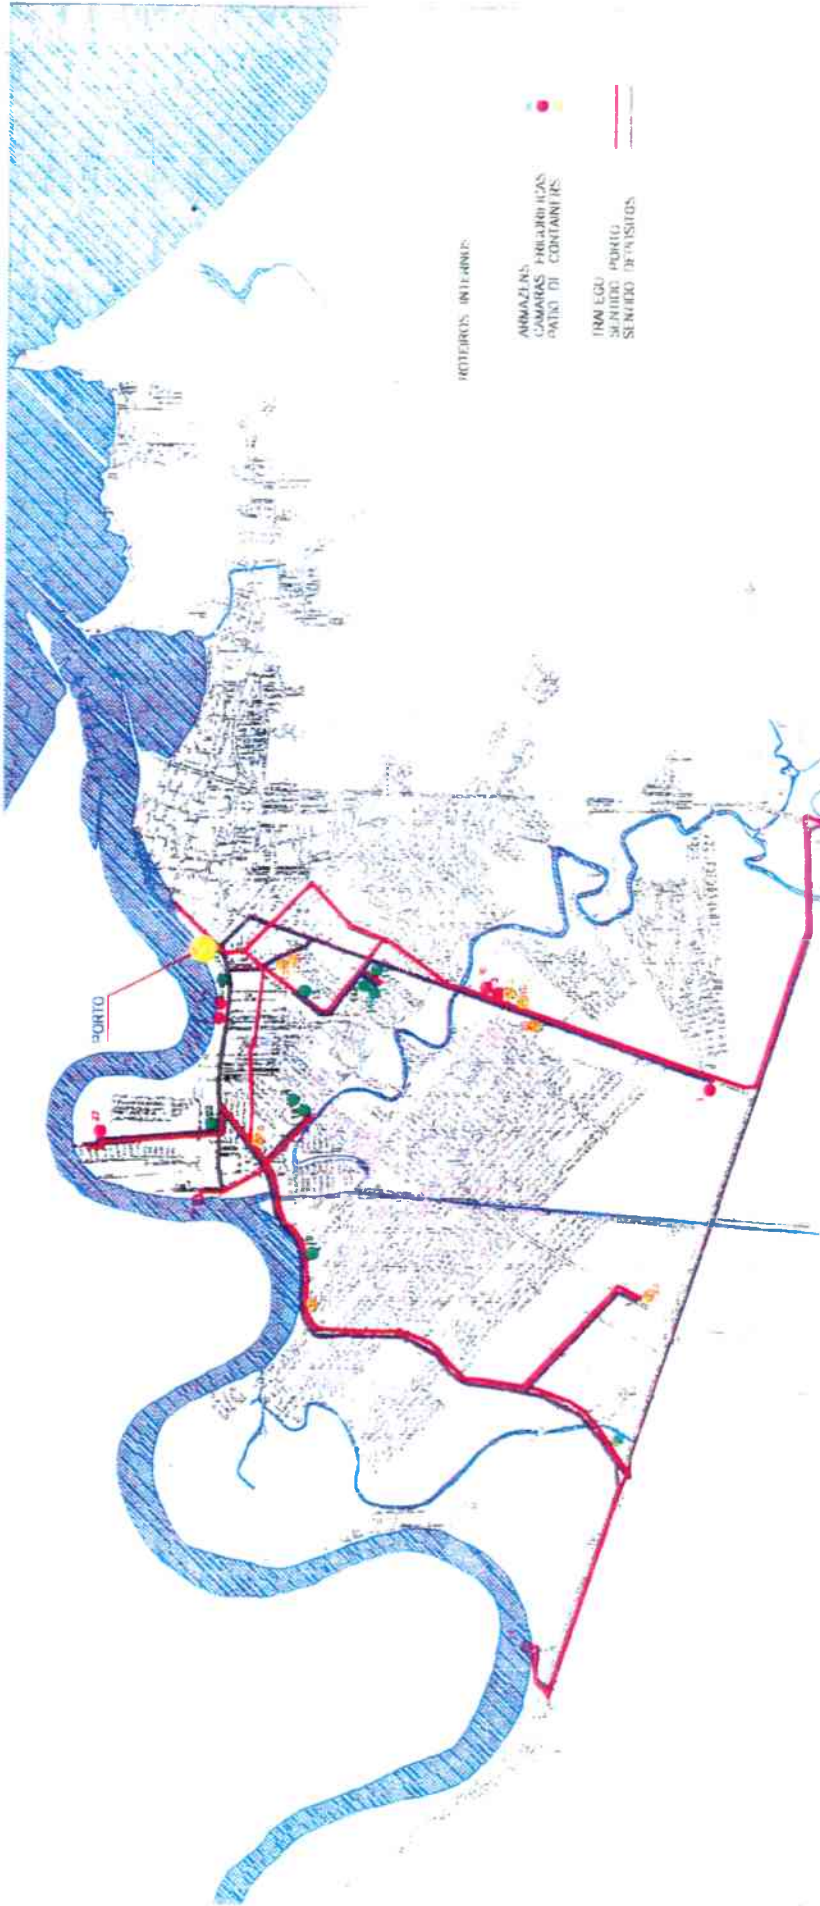 ROTEIROS INTERNOS
ARMAZENS
CAMARAS FRIGORIFICAS
PATIO DE CONTAINERS
TRAFEGO
SENTIDO PORTO
SENTIDO DEPOSITOS
PORTO